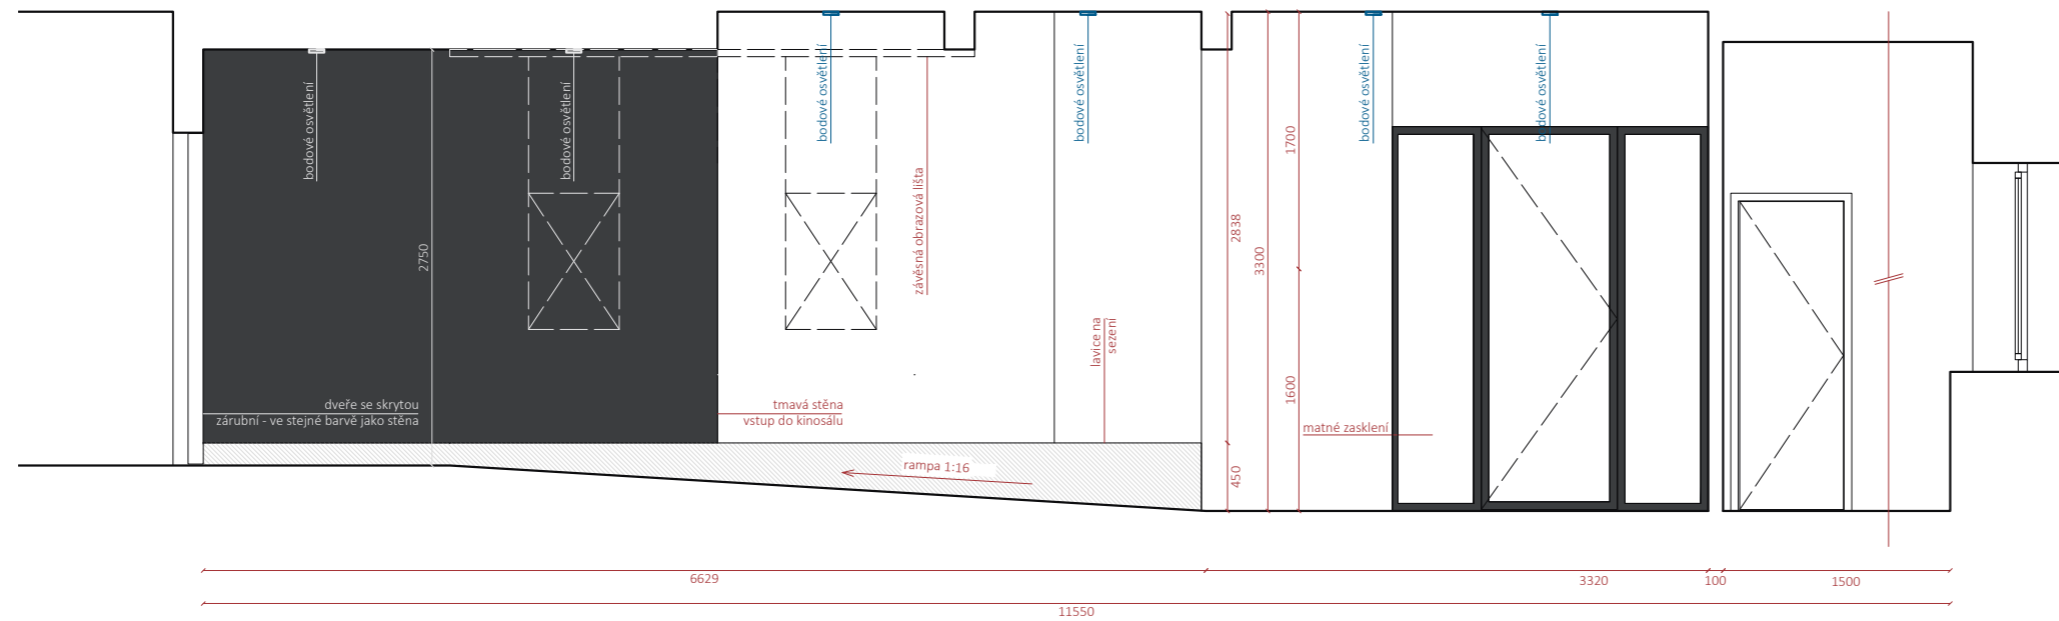 bodové osvětlení
bodové osvětlení
bodové osvětlení
bodové osvětlení
bodové osvětlení
bodové osvětlení
2750
závěsná obrazová lišta
2838
3300
1700
1600
450
lavice na
sezení
dveře se skrytou
zárubní - ve stejné barvě jako stěna
tmavá stěna
vstup do kinosálu
matné zasklení
rampa 1:16
6629
3320
100
1500
11550